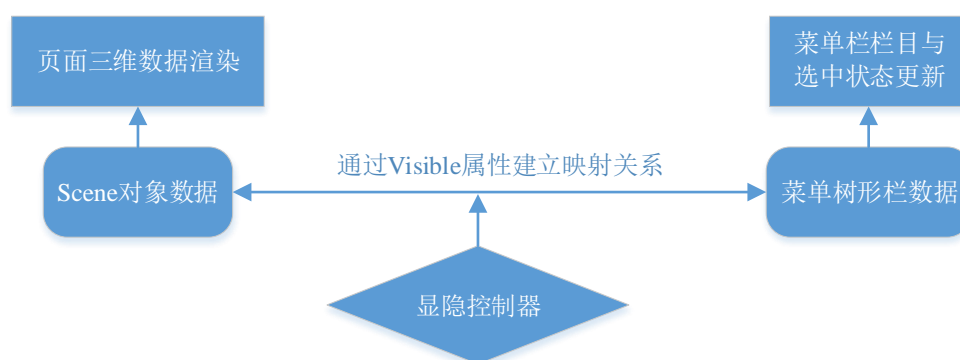 页面三维数据渲染
菜单栏栏目与
选中状态更新
通过Visible属性建立映射关系
Scene对象数据
菜单树形栏数据
显隐控制器